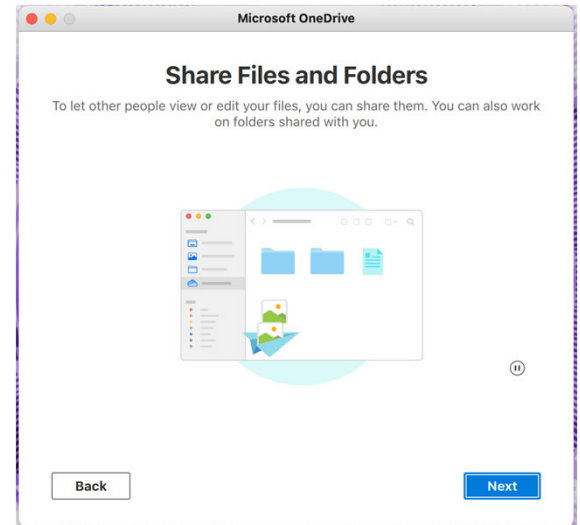 Microsoft OneDrive
Share Files and Folders
To let other people view or edit your files, you can share them. You can also work
on folders shared with you.
Back
Next